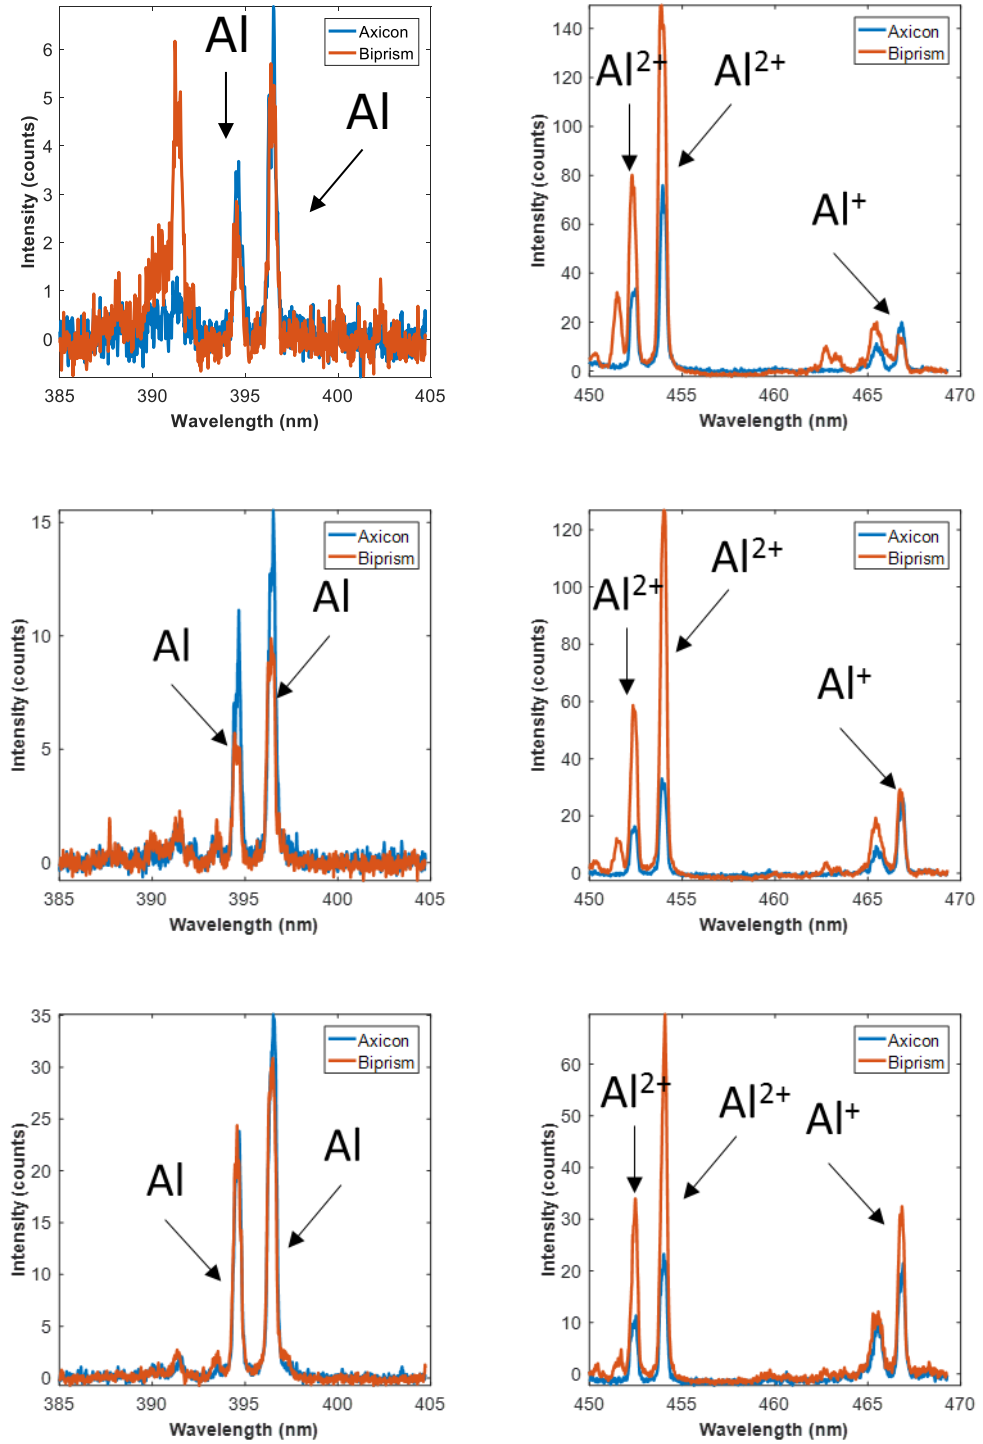 Al
Al
Axicon
Biprism
6
5
4
3
2
1
0
385 390 395 400 405
Wavelength (nm)
Intensity (counts)
Al²⁺
Al²⁺
Al⁺
Axicon
Biprism
140
120
100
80
60
40
20
0
450 455 460 465 470
Wavelength (nm)
Intensity (counts)
Al
Al
Axicon
Biprism
15
10
5
0
385 390 395 400 405
Wavelength (nm)
Intensity (counts)
Al²⁺
Al²⁺
Al⁺
Axicon
Biprism
120
100
80
60
40
20
0
450 455 460 465 470
Wavelength (nm)
Intensity (counts)
Al
Al
Axicon
Biprism
35
30
25
20
15
10
5
0
385 390 395 400 405
Wavelength (nm)
Intensity (counts)
Al²⁺
Al²⁺
Al⁺
Axicon
Biprism
60
50
40
30
20
10
0
450 455 460 465 470
Wavelength (nm)
Intensity (counts)